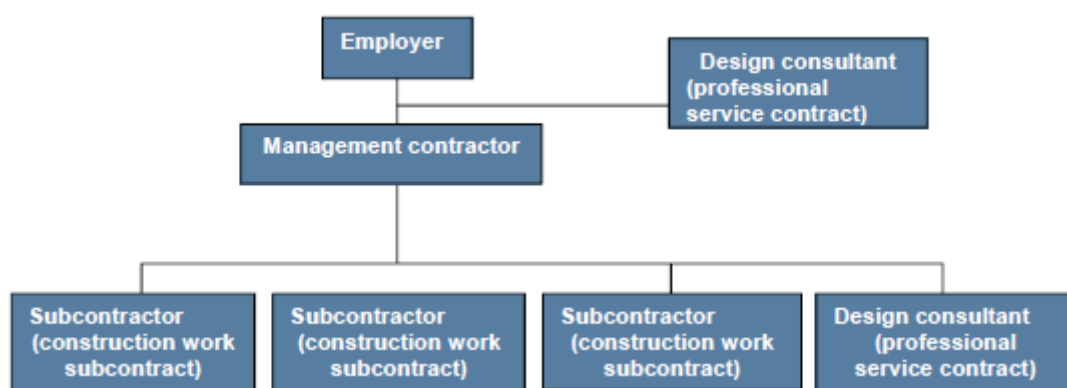 Employer
Design consultant
(professional
service contract)
Management contractor
Subcontractor
(construction work
subcontract)
Subcontractor
(construction work
subcontract)
Subcontractor
(construction work
subcontract)
Design consultant
(professional
service contract)